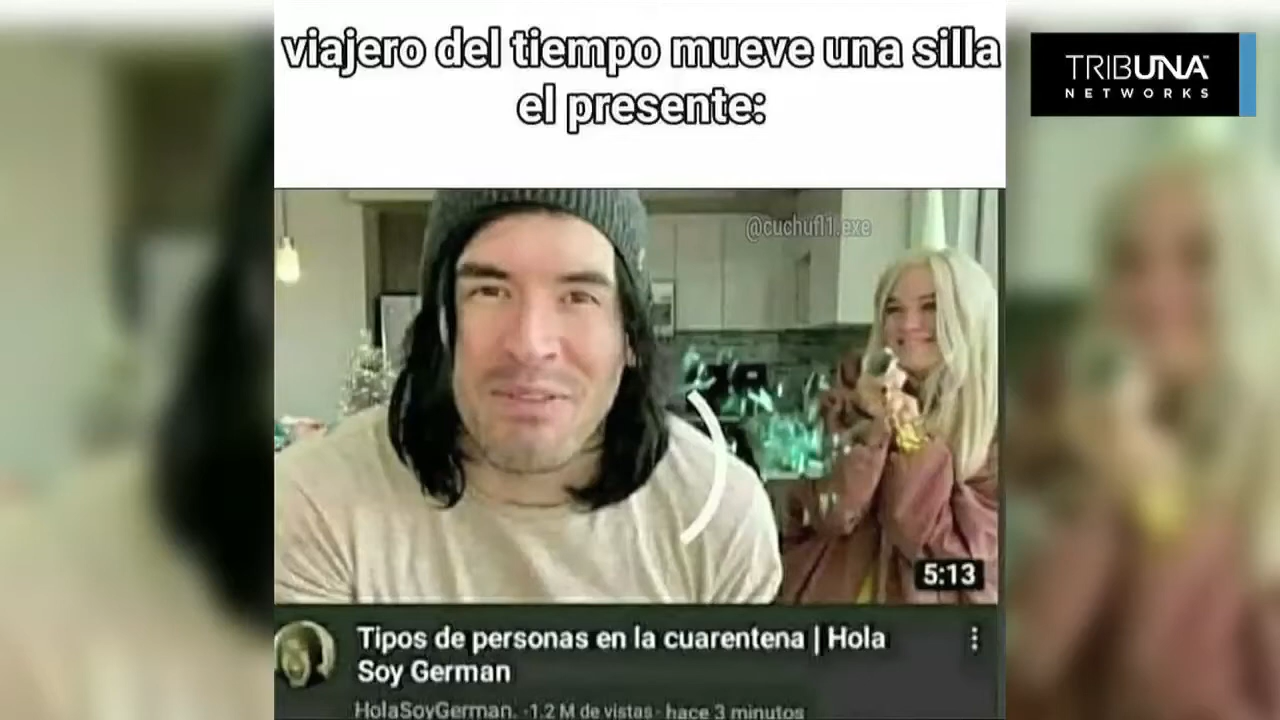 viajero del tiempo mueve una silla
el presente:
TRIBUNA
NETWORKS
@cuchufl1.exe
5:13
Tipos de personas en la cuarentena | Hola
Soy German
HolaSoyGerman. -1.2 M de vistas - hace 3 minutos